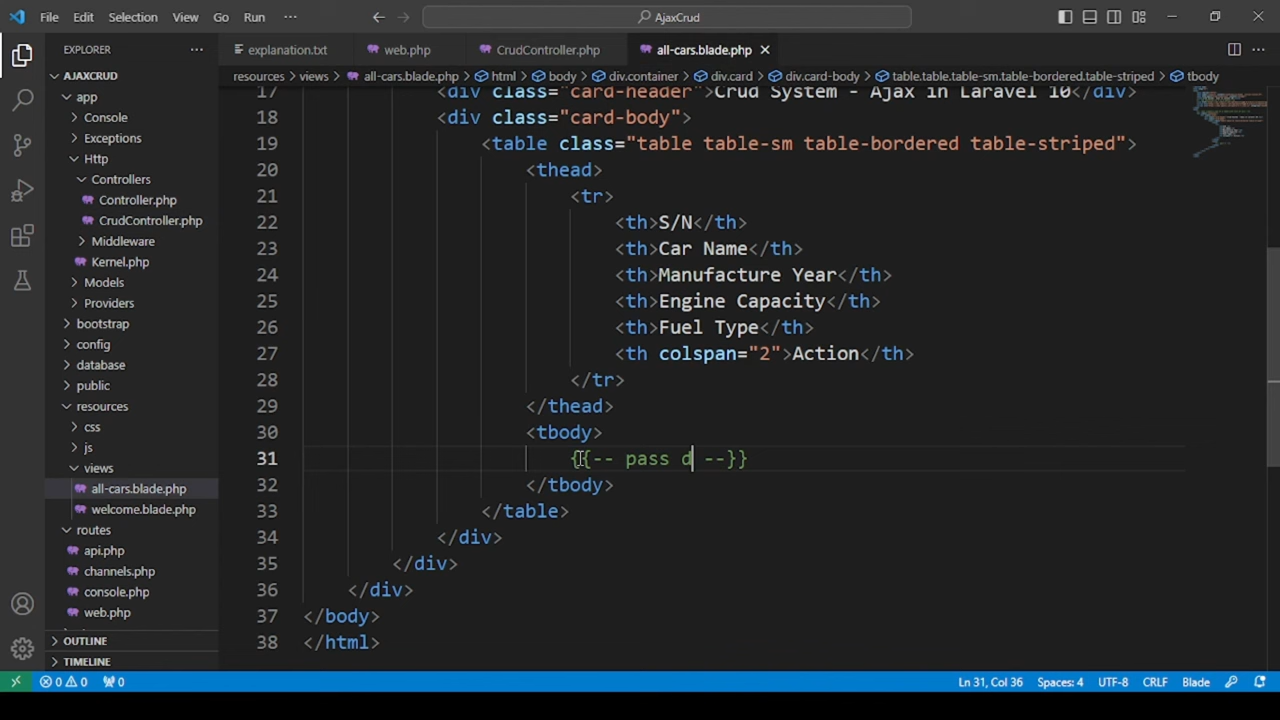 File Edit Selection View Go Run ··· AjaxCrud
EXPLORER ···
explanation.txt web.php CrudController.php all-cars.blade.php
resources > views > all-cars.blade.php > html > body > div.container > div.card > div.card-body > table.table.table-sm.table-bordered.table-striped > tbody
AJAXCRUD
app
Console
Exceptions
Http
Controllers
Controller.php
CrudController.php
Middleware
Kernel.php
Models
Providers
bootstrap
config
database
public
resources
css
js
views
all-cars.blade.php
welcome.blade.php
routes
api.php
channels.php
console.php
web.php
OUTLINE
TIMELINE
17 <div class="card-header">Crud System - Ajax in Laravel 10</div>
18 <div class="card-body">
19 <table class="table table-sm table-bordered table-striped">
20 <thead>
21 <tr>
22 <th>S/N</th>
23 <th>Car Name</th>
24 <th>Manufacture Year</th>
25 <th>Engine Capacity</th>
26 <th>Fuel Type</th>
27 <th colspan="2">Action</th>
28 </tr>
29 </thead>
30 <tbody>
31 {{-- pass d --}}
32 </tbody>
33 </table>
34 </div>
35 </div>
36 </div>
37 </body>
38 </html>
0 0 0 Ln 31, Col 36 Spaces: 4 UTF-8 CRLF Blade